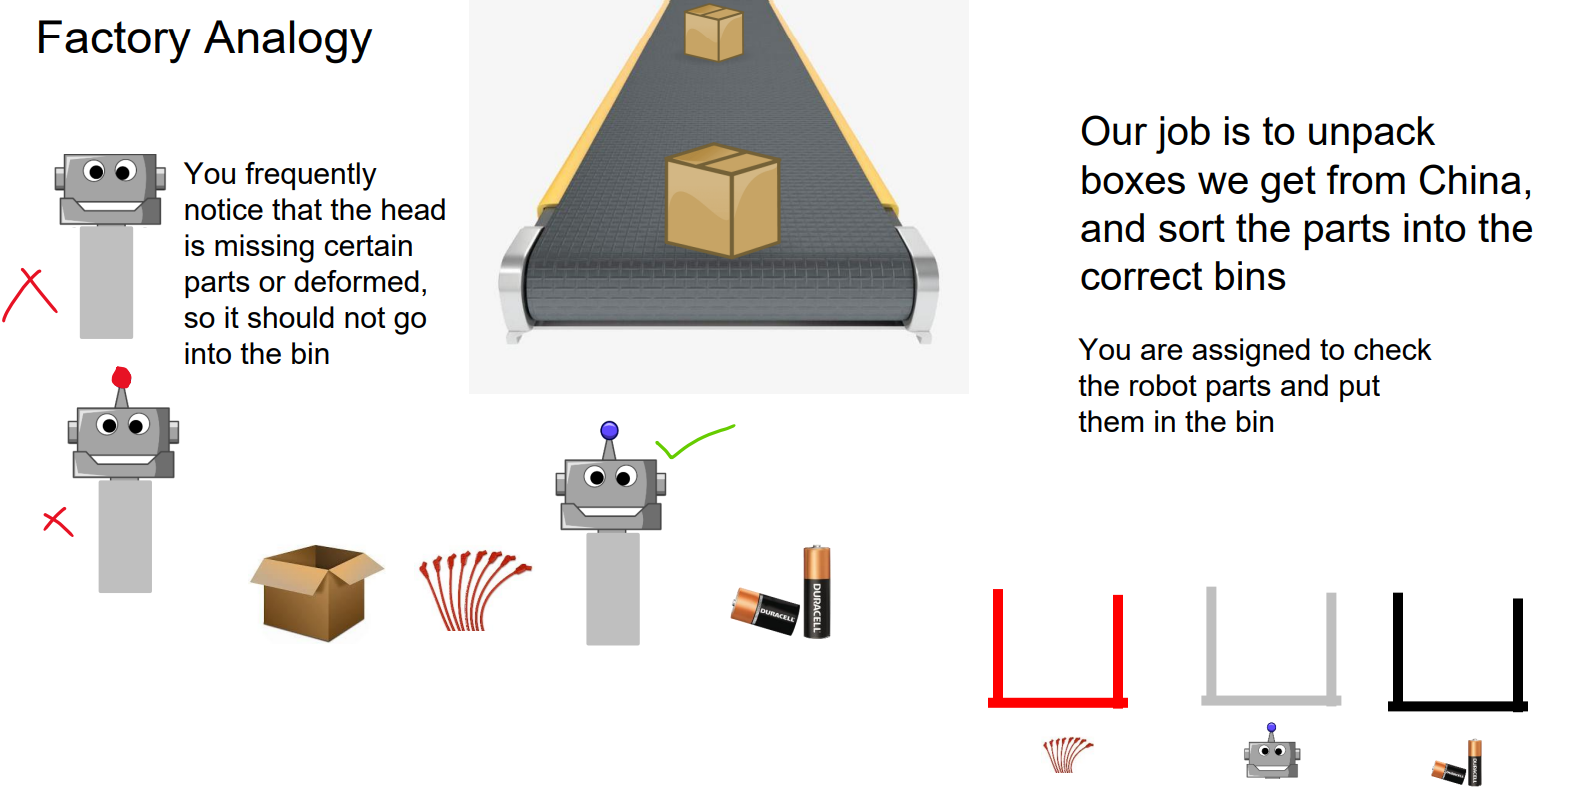 Factory Analogy
You frequently
notice that the head
is missing certain
parts or deformed,
so it should not go
into the bin
Our job is to unpack
boxes we get from China,
and sort the parts into the
correct bins
You are assigned to check
the robot parts and put
them in the bin
DURACELL
DURACELL
DURACELL
DURACELL